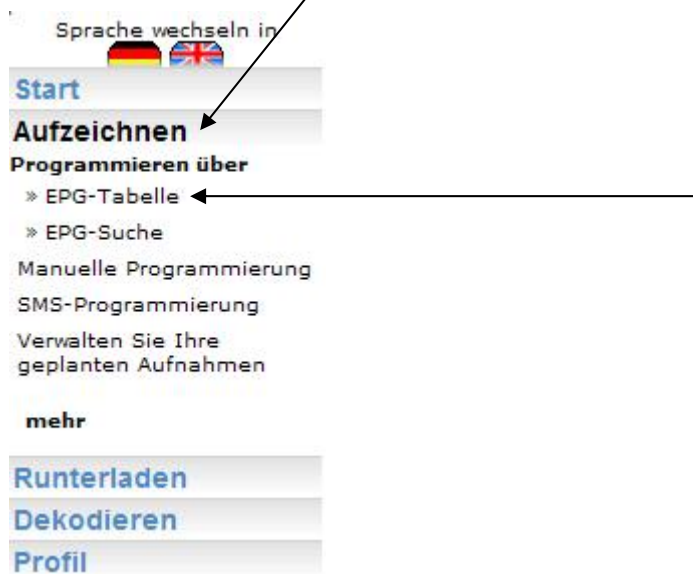 Sprache wechseln in
Start
Aufzeichnen
Programmieren über
» EPG-Tabelle
» EPG-Suche
Manuelle Programmierung
SMS-Programmierung
Verwalten Sie Ihre
geplanten Aufnahmen
mehr
Runterladen
Dekodieren
Profil